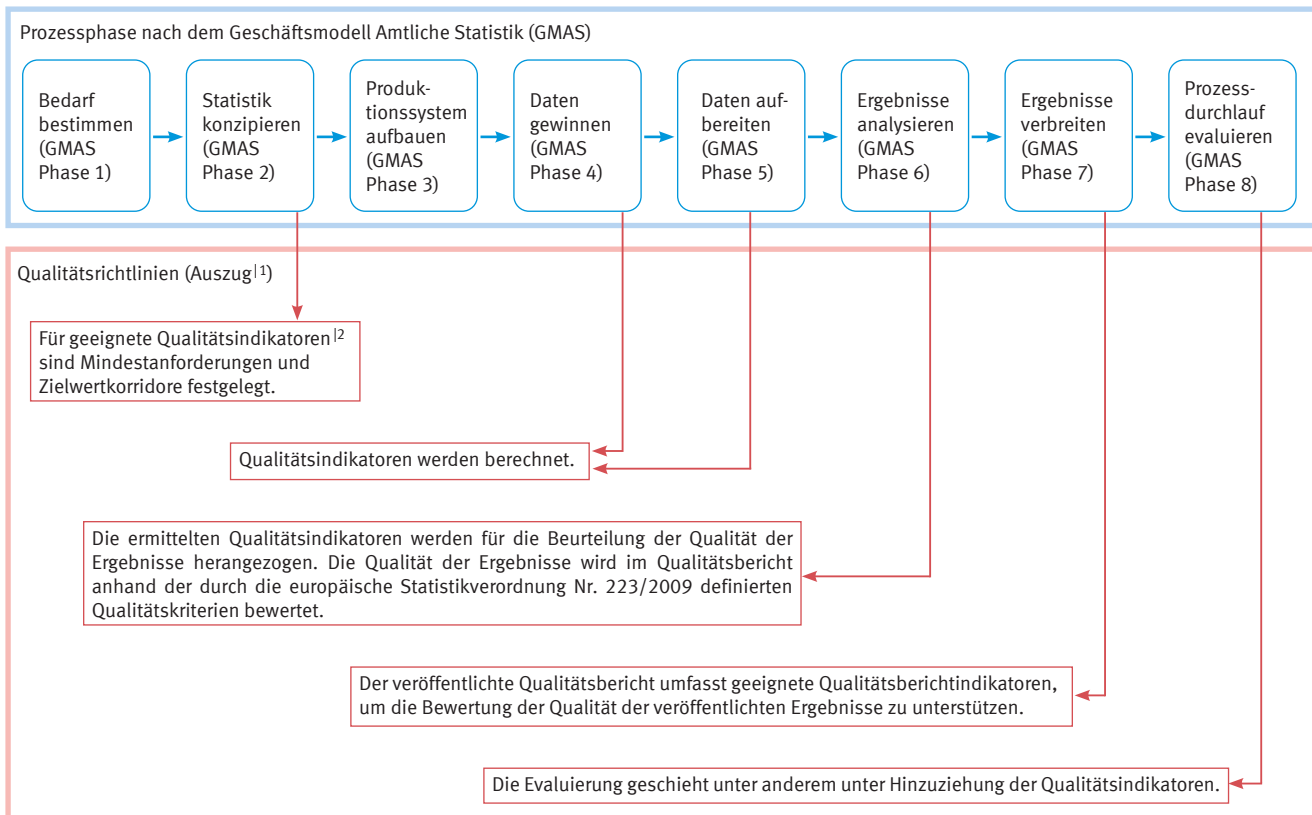 Prozessphase nach dem Geschäftsmodell Amtliche Statistik (GMAS)
Bedarf
bestimmen
(GMAS
Phase 1)
Statistik
konzipieren
(GMAS
Phase 2)
Produk-
tionssystem
aufbauen
(GMAS
Phase 3)
Daten
gewinnen
(GMAS
Phase 4)
Daten auf-
bereiten
(GMAS
Phase 5)
Ergebnisse
analysieren
(GMAS
Phase 6)
Ergebnisse
verbreiten
(GMAS
Phase 7)
Prozess-
durchlauf
evaluieren
(GMAS
Phase 8)
Qualitätsrichtlinien (Auszug|1)
Für geeignete Qualitätsindikatoren|2
sind Mindestanforderungen und
Zielwertkorridore festgelegt.
Qualitätsindikatoren werden berechnet.
Die ermittelten Qualitätsindikatoren werden für die Beurteilung der Qualität der
Ergebnisse herangezogen. Die Qualität der Ergebnisse wird im Qualitätsbericht
anhand der durch die europäische Statistikverordnung Nr. 223/2009 definierten
Qualitätskriterien bewertet.
Der veröffentlichte Qualitätsbericht umfasst geeignete Qualitätsberichtindikatoren,
um die Bewertung der Qualität der veröffentlichten Ergebnisse zu unterstützen.
Die Evaluierung geschieht unter anderem unter Hinzuziehung der Qualitätsindikatoren.